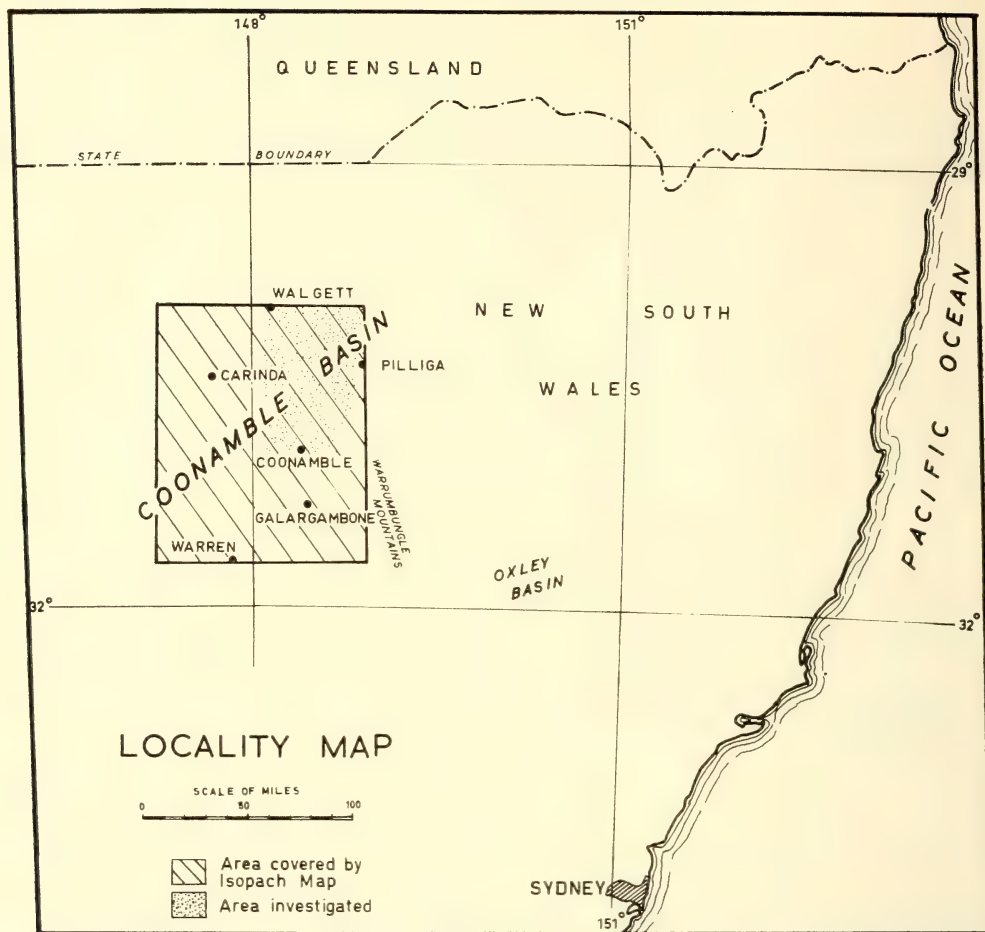 148°
151°
QUEENSLAND
STATE BOUNDARY
29°
WALGETT
NEW SOUTH
WALES
PILLIGA
CARINDA
COONAMBLE BASIN
COONAMBLE
GALARGAMBONE
WARREN
WARRUMBUNGLE
MOUNTAINS
OXLEY
BASIN
PACIFIC OCEAN
32°
32°
LOCALITY MAP
SCALE OF MILES
0 50 100
Area covered by
Isopach Map
Area investigated
SYDNEY
151°